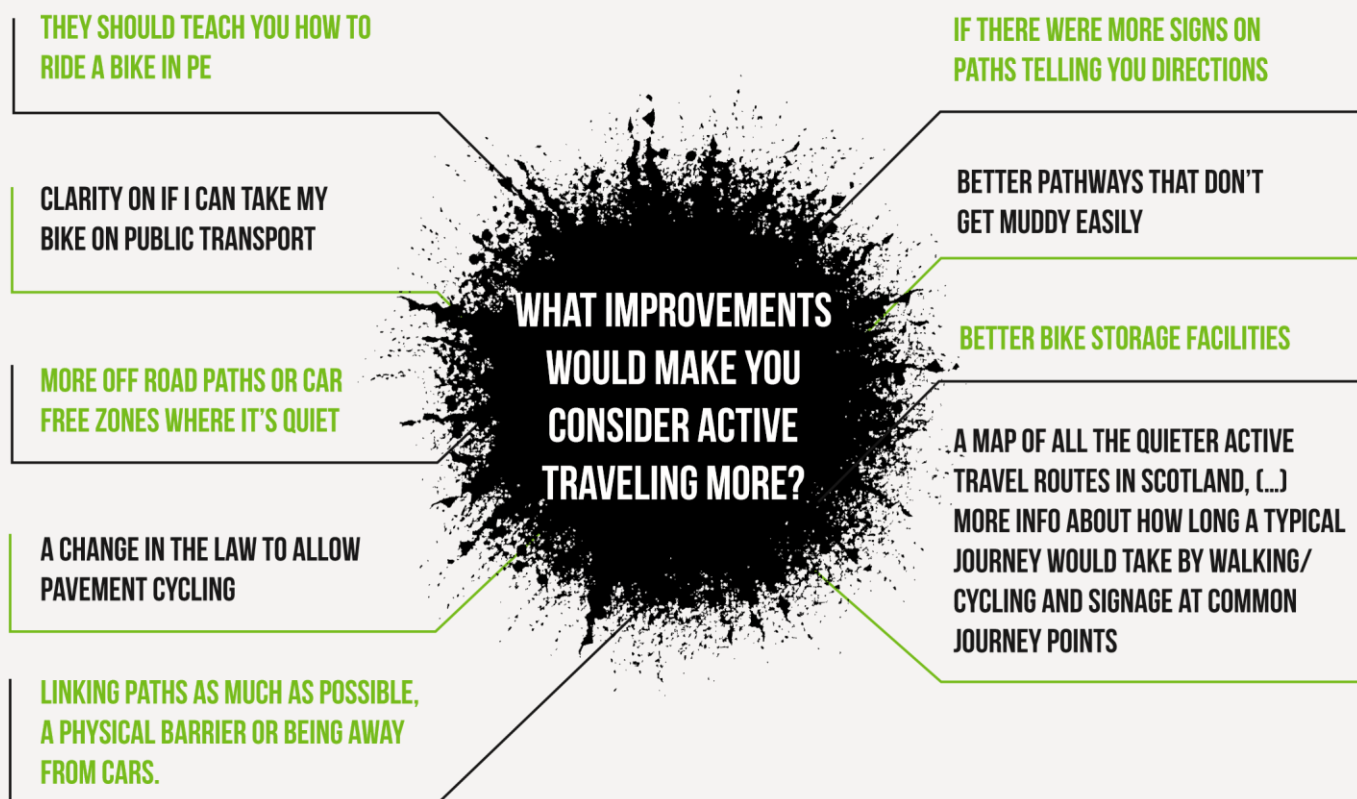 THEY SHOULD TEACH YOU HOW TO
RIDE A BIKE IN PE
CLARITY ON IF I CAN TAKE MY
BIKE ON PUBLIC TRANSPORT
MORE OFF ROAD PATHS OR CAR
FREE ZONES WHERE IT'S QUIET
A CHANGE IN THE LAW TO ALLOW
PAVEMENT CYCLING
LINKING PATHS AS MUCH AS POSSIBLE,
A PHYSICAL BARRIER OR BEING AWAY
FROM CARS.
WHAT IMPROVEMENTS
WOULD MAKE YOU
CONSIDER ACTIVE
TRAVELING MORE?
IF THERE WERE MORE SIGNS ON
PATHS TELLING YOU DIRECTIONS
BETTER PATHWAYS THAT DON'T
GET MUDDY EASILY
BETTER BIKE STORAGE FACILITIES
A MAP OF ALL THE QUIETER ACTIVE
TRAVEL ROUTES IN SCOTLAND, (...)
MORE INFO ABOUT HOW LONG A TYPICAL
JOURNEY WOULD TAKE BY WALKING/
CYCLING AND SIGNAGE AT COMMON
JOURNEY POINTS